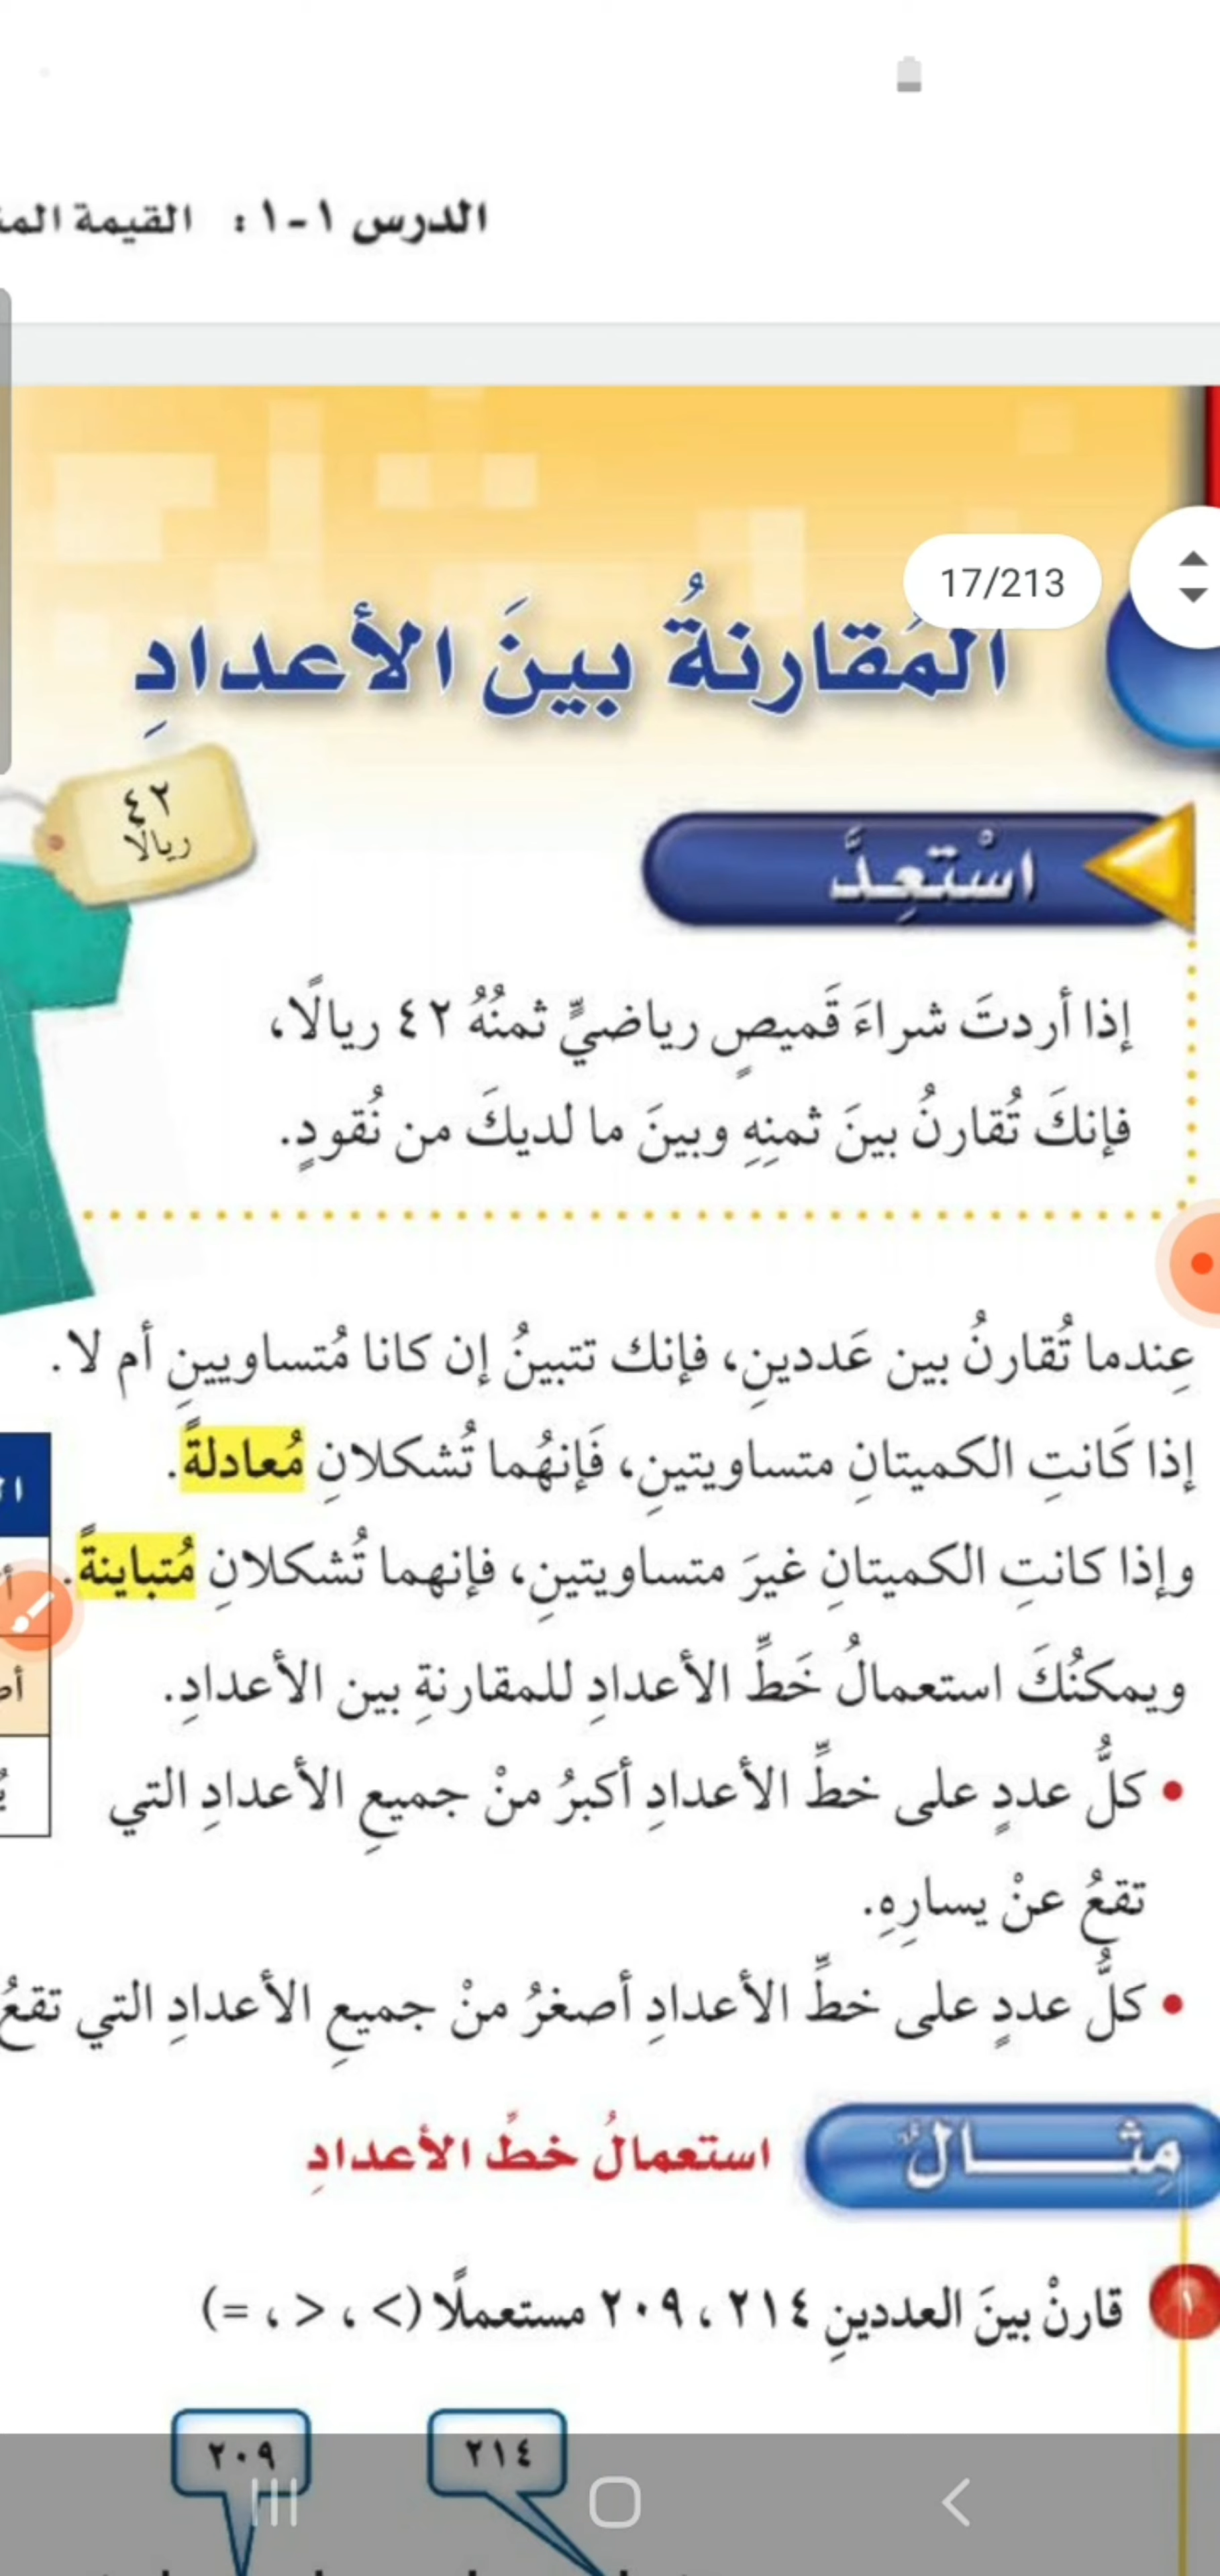 الدرس ١-١ : القيمة
17/213
المُقارنةُ بينَ الأعدادِ
٤٢
ريالًا
اسْتعِدَّ
إذا أردتَ شراءَ قَميصٍ رياضيٍّ ثمنُهُ ٤٢ ريالًا،
فإنكَ تُقارنُ بينَ ثمنِهِ وبينَ ما لديكَ من نُقودٍ.
عِندما تُقارنُ بين عَددينِ، فإنك تتبينُ إن كانا مُتساويينِ أم لا.
إذا كَانتِ الكميتانِ متساويتينِ، فَإنهُما تُشكلانِ مُعادلةً.
وإذا كانتِ الكميتانِ غيرَ متساويتينِ، فإنهما تُشكلانِ مُتباينةً.
ويمكنُكَ استعمالُ خَطِّ الأعدادِ للمقارنةِ بين الأعدادِ.
• كلُّ عددٍ على خطِّ الأعدادِ أكبرُ منْ جميعِ الأعدادِ التي
تقعُ عنْ يسارِهِ.
• كلُّ عددٍ على خطِّ الأعدادِ أصغرُ منْ جميعِ الأعدادِ التي تقعُ
مِثـــالٌ استعمالُ خطِّ الأعدادِ
١ قارنْ بينَ العددينِ ٢١٤ ، ٢٠٩ مستعملًا (> ، < ، =)
٢١٤
٢٠٩